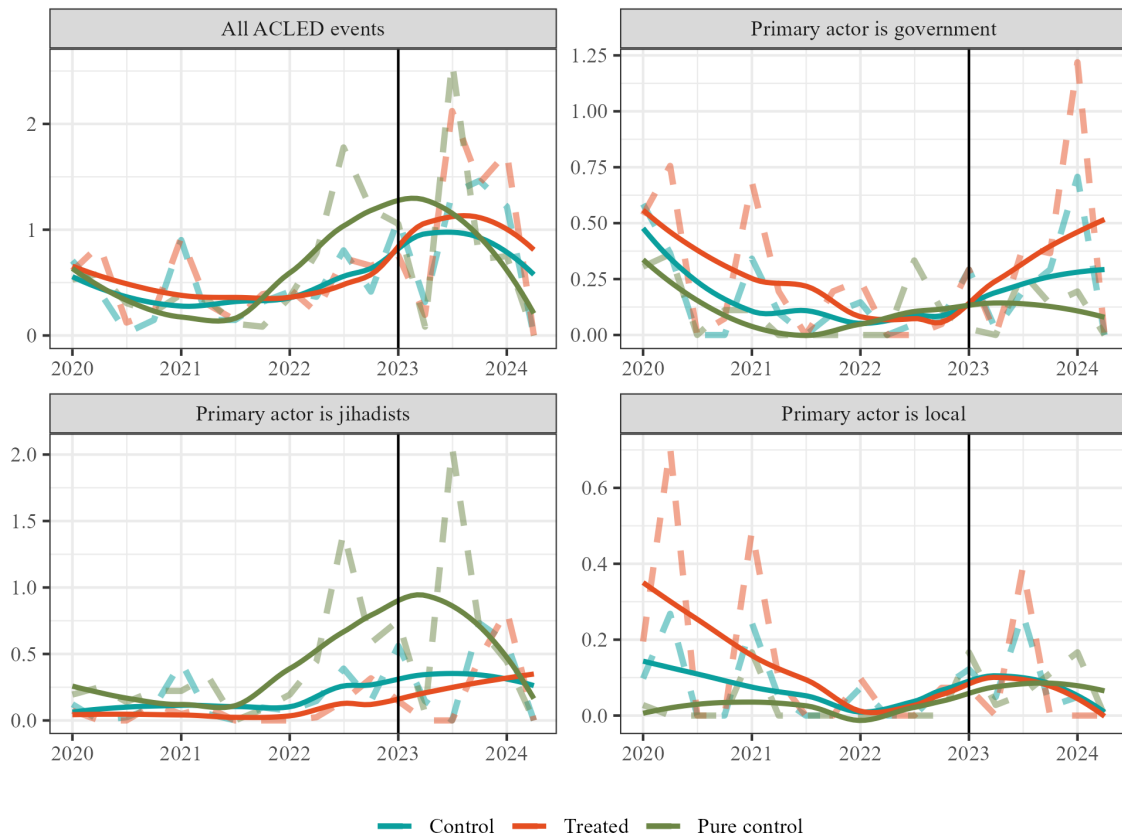 All ACLED events
2
1
0
2020 2021 2022 2023 2024
Primary actor is government
1.25
1.00
0.75
0.50
0.25
0.00
2020 2021 2022 2023 2024
Primary actor is jihadists
2.0
1.5
1.0
0.5
0.0
2020 2021 2022 2023 2024
Primary actor is local
0.6
0.4
0.2
0.0
2020 2021 2022 2023 2024
Control Treated Pure control